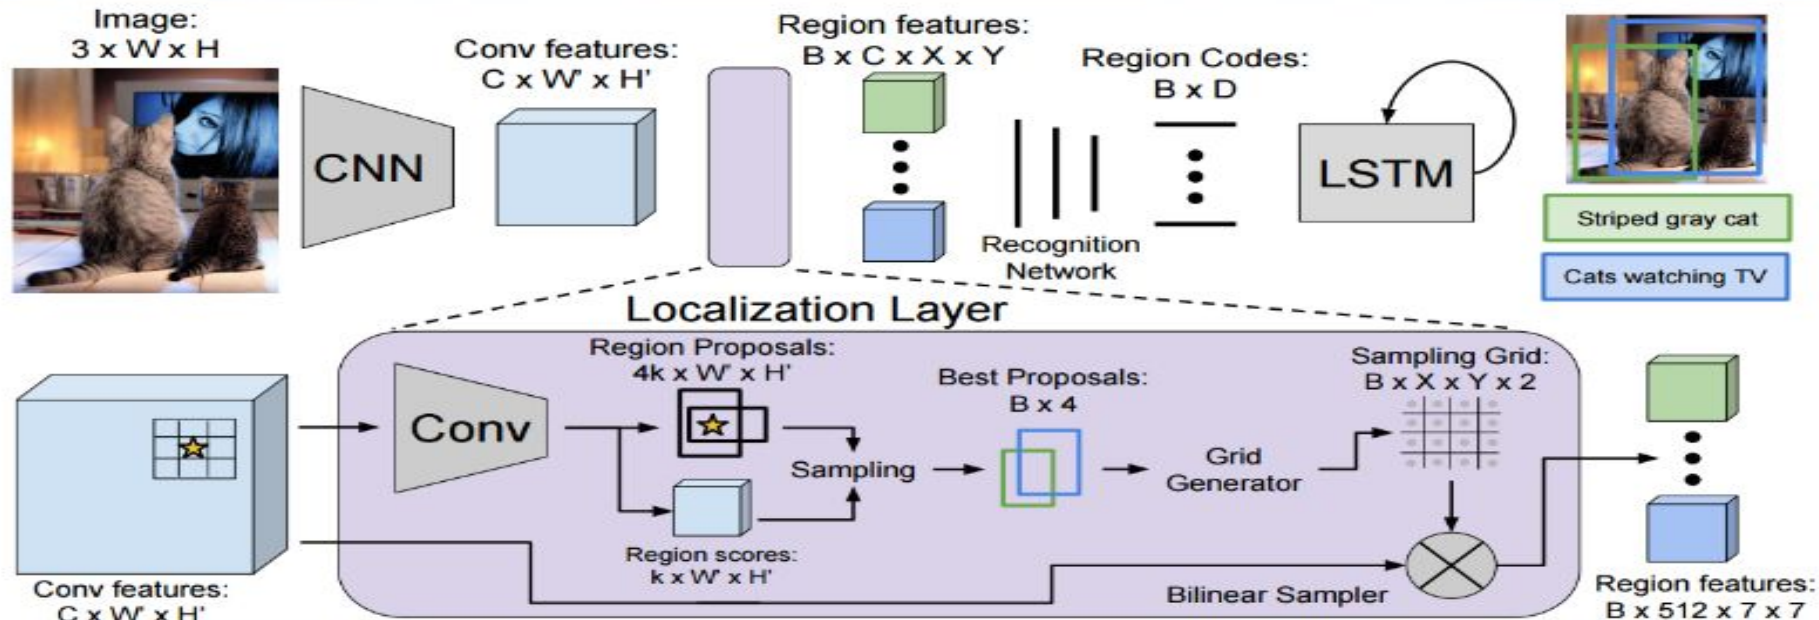 Image:
3 x W x H
Conv features:
C x W' x H'
Region features:
B x C x X x Y
Region Codes:
B x D
CNN
LSTM
Recognition
Network
Striped gray cat
Cats watching TV
Localization Layer
Region Proposals:
4k x W' x H'
Conv
Best Proposals:
B x 4
Sampling Grid:
B x X x Y x 2
Sampling
Grid
Generator
Region scores:
k x W' x H'
Bilinear Sampler
Conv features:
C x W' x H'
Region features:
B x 512 x 7 x 7